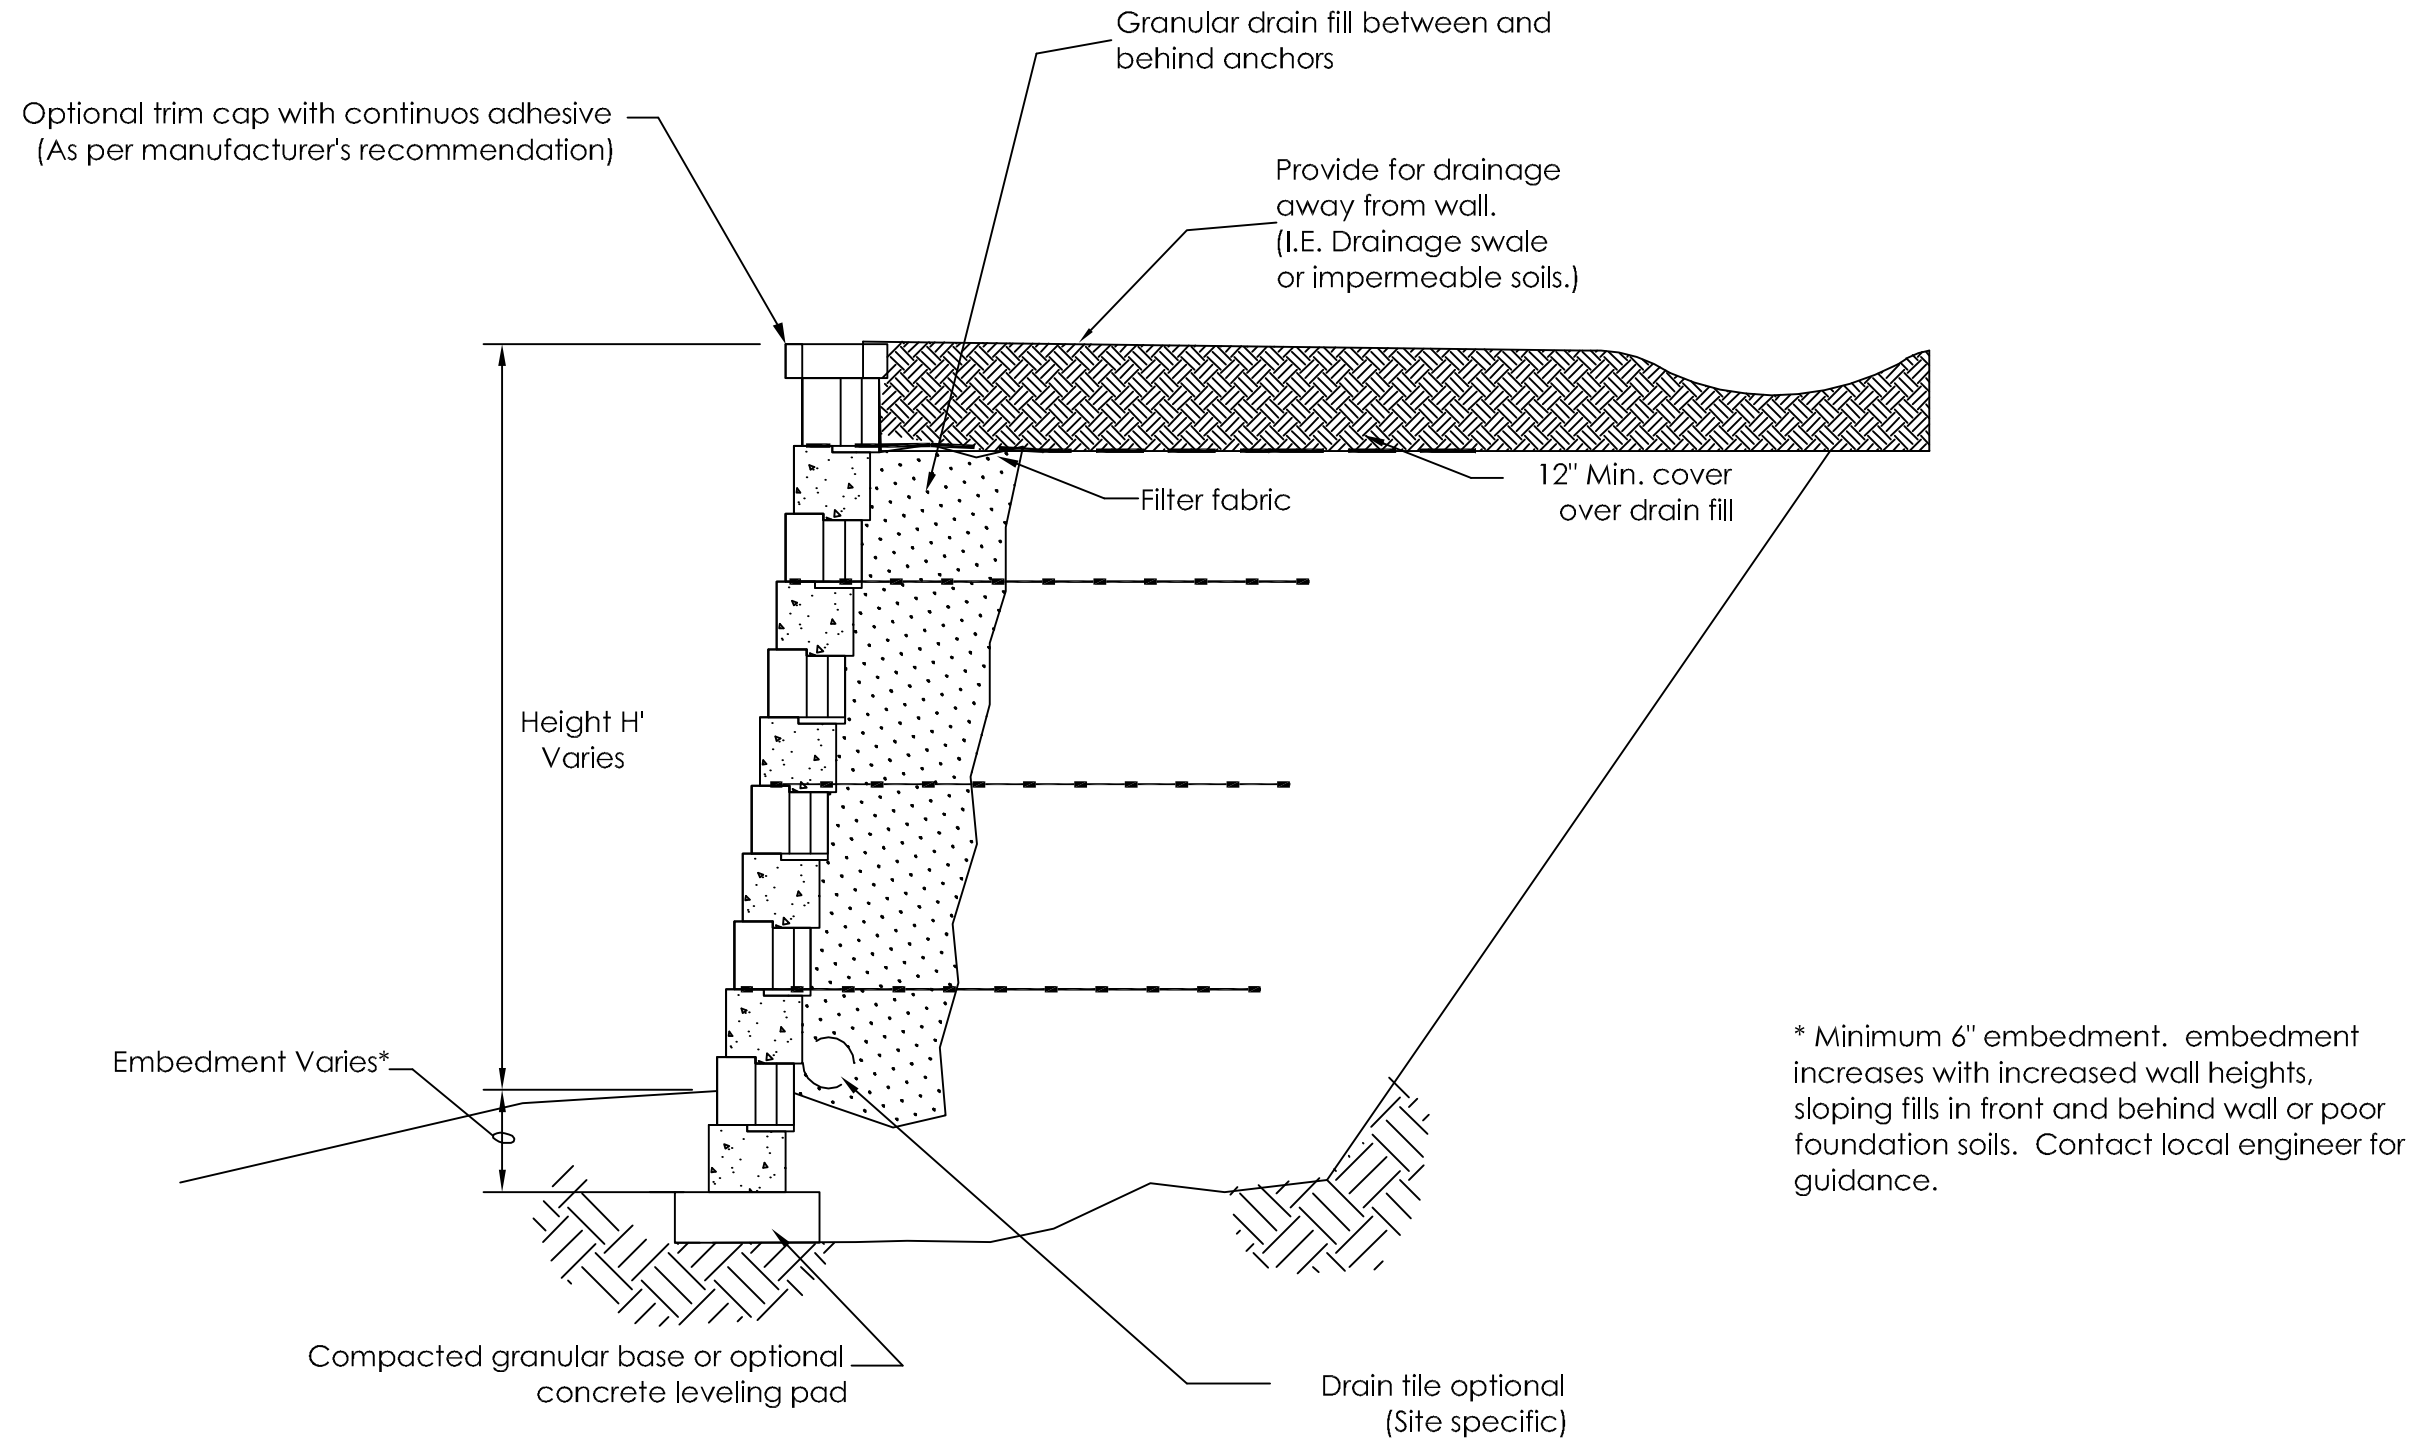 Granular drain fill between and
behind anchors
Optional trim cap with continuos adhesive
(As per manufacturer's recommendation)
Provide for drainage
away from wall.
(I.E. Drainage swale
or impermeable soils.)
12" Min. cover
over drain fill
Filter fabric
Height H'
Varies
Embedment Varies*
* Minimum 6" embedment.  embedment
increases with increased wall heights,
sloping fills in front and behind wall or poor
foundation soils.  Contact local engineer for
guidance.
Compacted granular base or optional
concrete leveling pad
Drain tile optional
(Site specific)